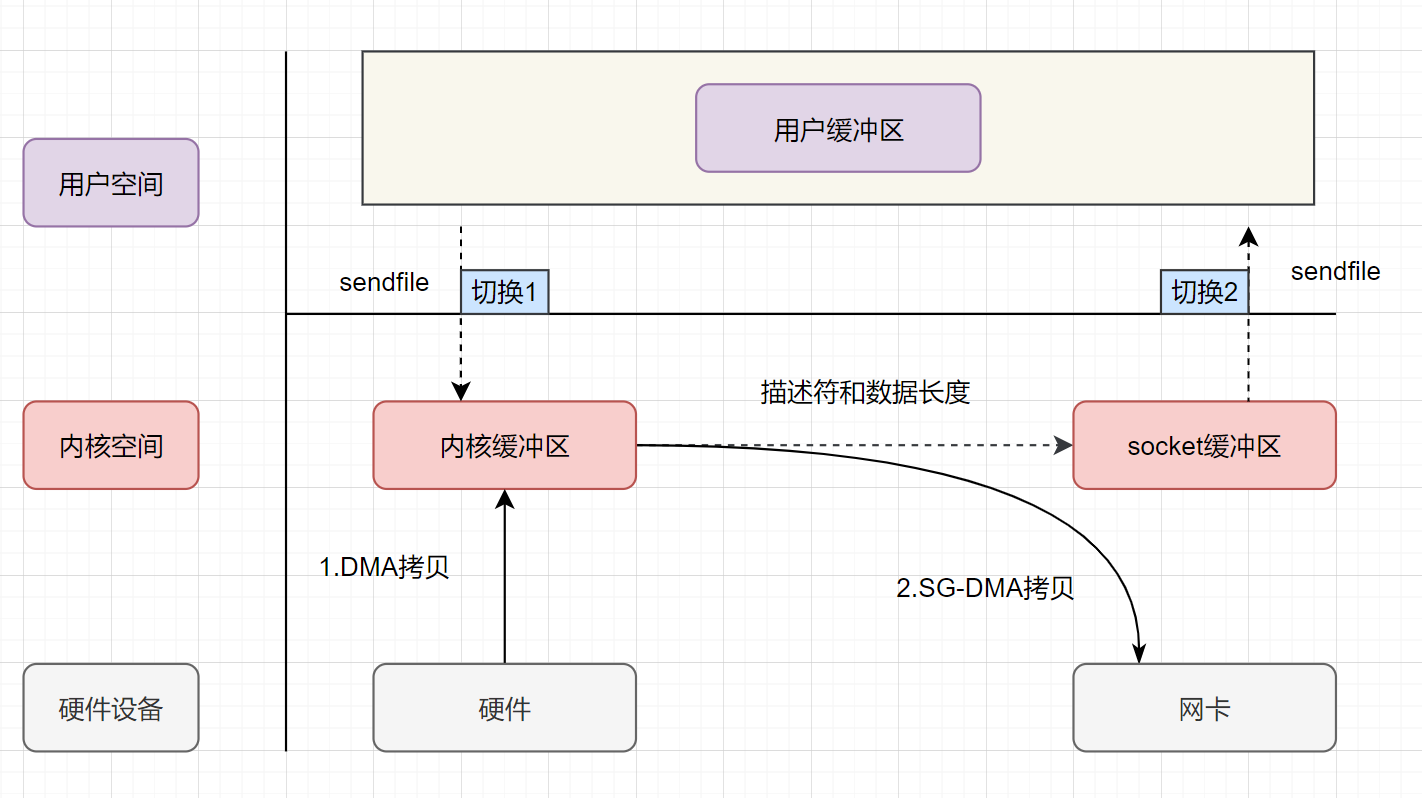 用户缓冲区
用户空间
sendfile
切换1
切换2
sendfile
描述符和数据长度
内核空间
内核缓冲区
socket缓冲区
1.DMA拷贝
2.SG-DMA拷贝
硬件设备
硬件
网卡